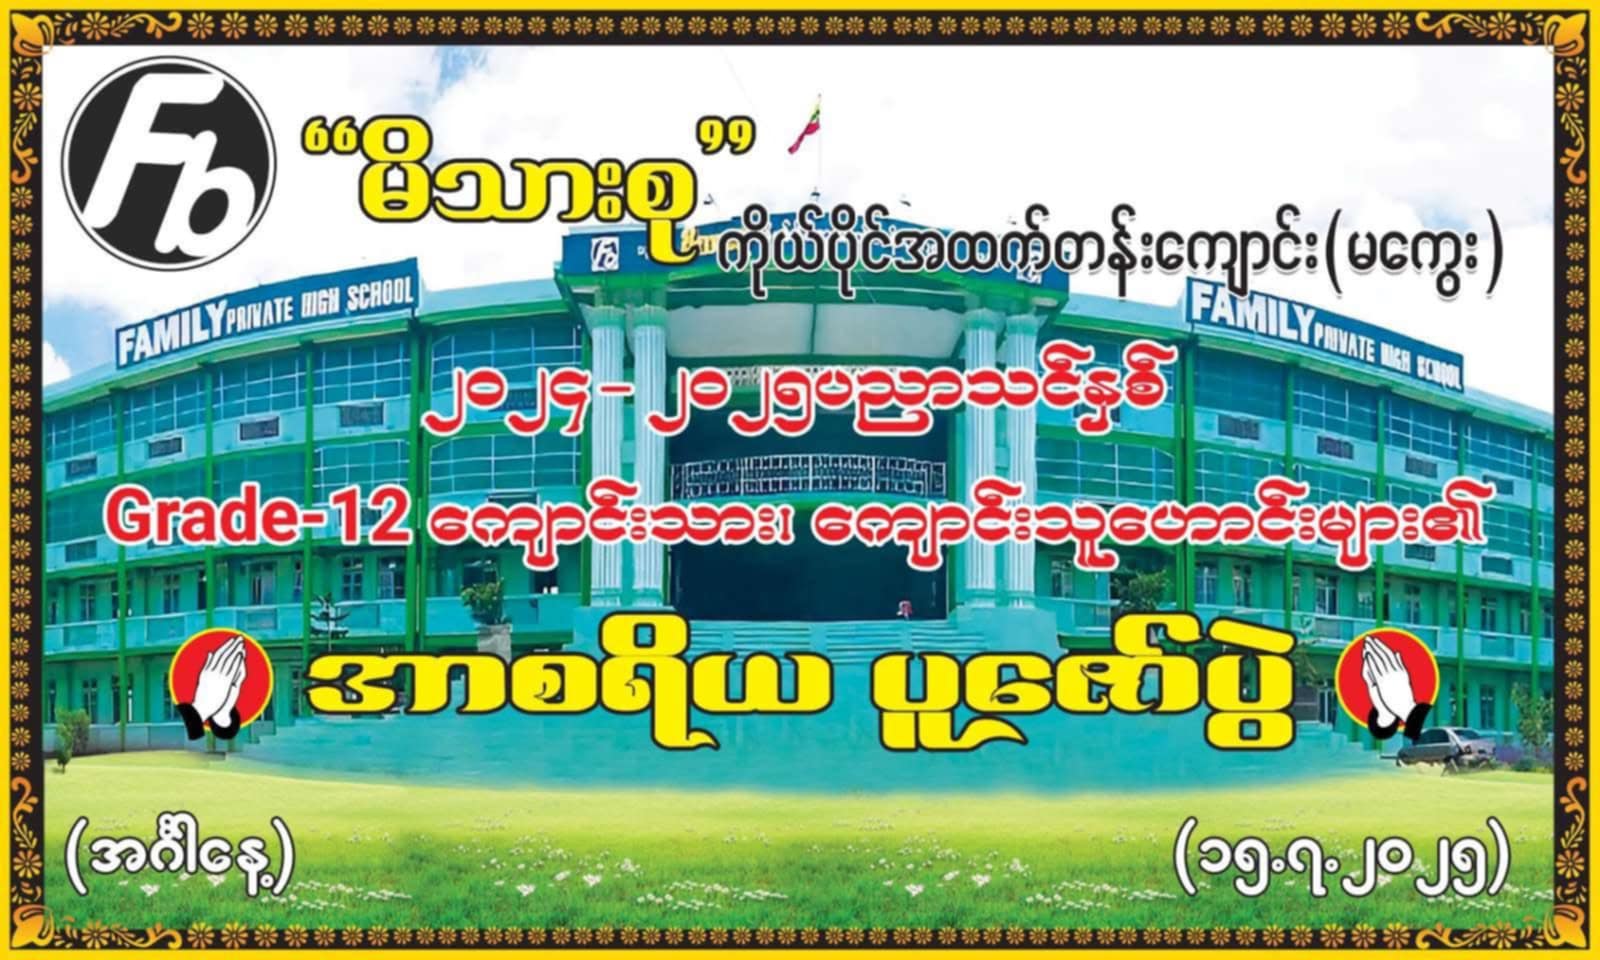 Fb
“မိသားစု”
ကိုယ်ပိုင်အထက်တန်းကျောင်း(မကွေး)
FAMILY PRIVATE HIGH SCHOOL
FAMILY PRIVATE HIGH SCHOOL
၂၀၂၄ - ၂၀၂၅ပညာသင်နှစ်
Grade-12 ကျောင်းသား၊ ကျောင်းသူဟောင်းများ၏
အာစရိယ ပူဇော်ပွဲ
(အင်္ဂါနေ့)
(၁၅.၇.၂၀၂၅)